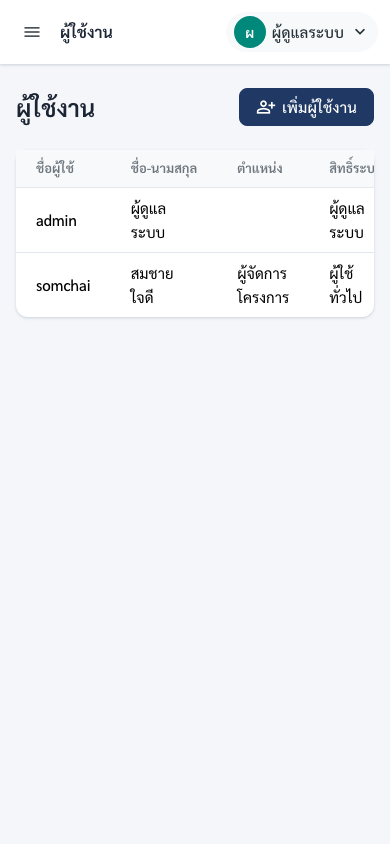 ผู้ใช้งาน
ผ ผู้ดูแลระบบ
ผู้ใช้งาน
เพิ่มผู้ใช้งาน
ชื่อผู้ใช้ ชื่อ-นามสกุล ตำแหน่ง
admin ผู้ดูแล ผู้ดูแล
ระบบ ระบบ
somchai สมชาย ผู้จัดการ ผู้ใช้
ใจดี โครงการ ทั่วไป